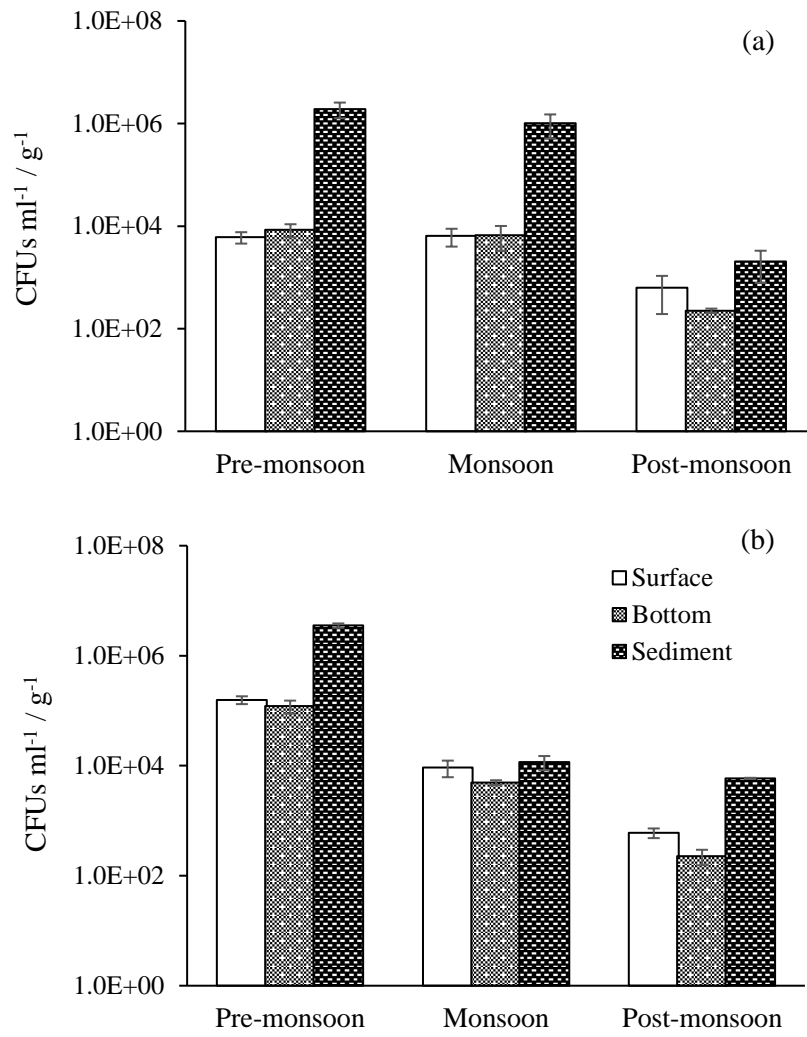 (a)
1.0E+08
1.0E+06
1.0E+04
1.0E+02
1.0E+00
CFUs ml⁻¹ / g⁻¹
Pre-monsoon Monsoon Post-monsoon
(b)
1.0E+08
1.0E+06
1.0E+04
1.0E+02
1.0E+00
CFUs ml⁻¹ / g⁻¹
Surface
Bottom
Sediment
Pre-monsoon Monsoon Post-monsoon